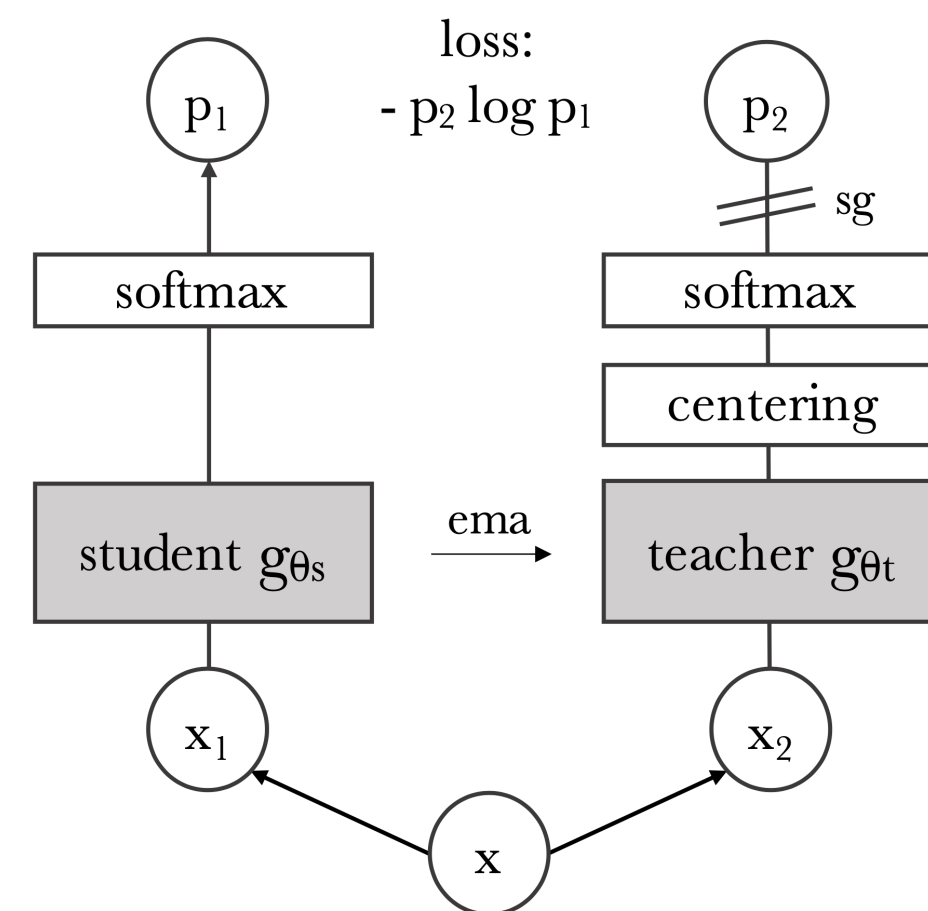 loss:
p₁
- p₂ log p₁
p₂
sg
softmax
softmax
centering
ema
student gθs
teacher gθt
x₁
x₂
x